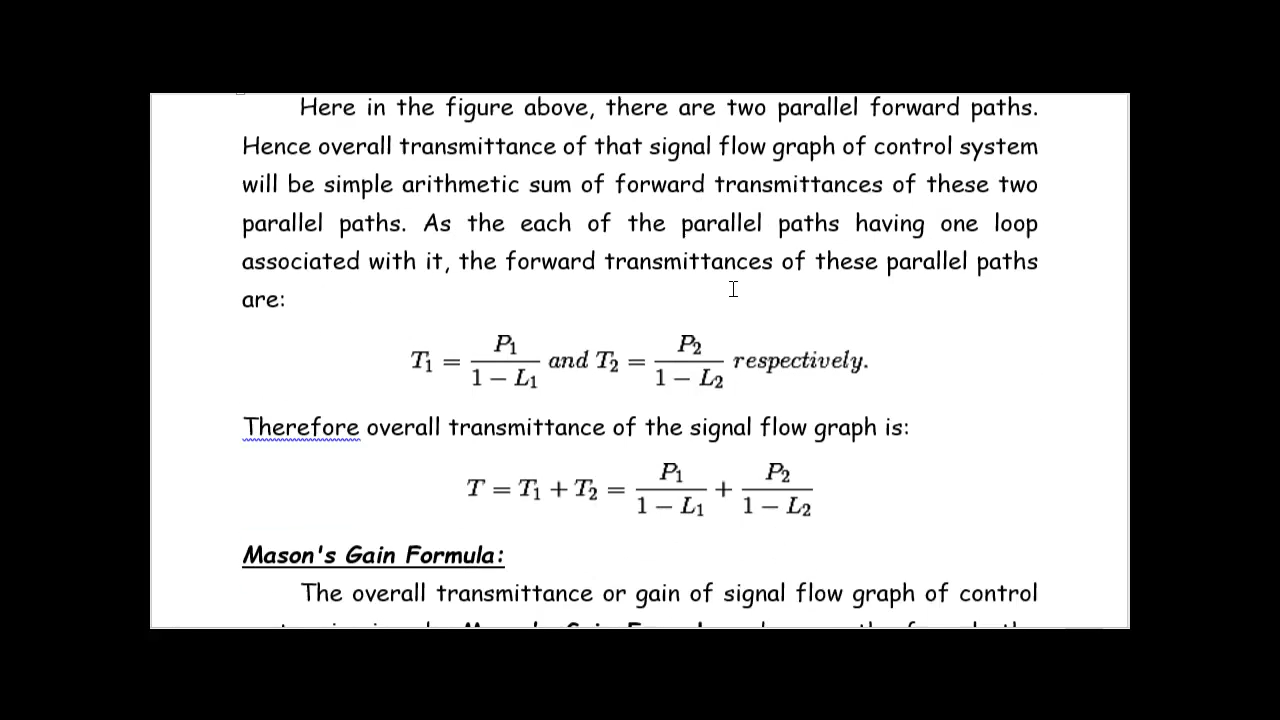 Here in the figure above, there are two parallel forward paths.
Hence overall transmittance of that signal flow graph of control system
will be simple arithmetic sum of forward transmittances of these two
parallel paths. As the each of the parallel paths having one loop
associated with it, the forward transmittances of these parallel paths
are:
T₁ = P₁ / (1 − L₁) and T₂ = P₂ / (1 − L₂) respectively.
Therefore overall transmittance of the signal flow graph is:
T = T₁ + T₂ = P₁ / (1 − L₁) + P₂ / (1 − L₂)
Mason's Gain Formula:
The overall transmittance or gain of signal flow graph of control